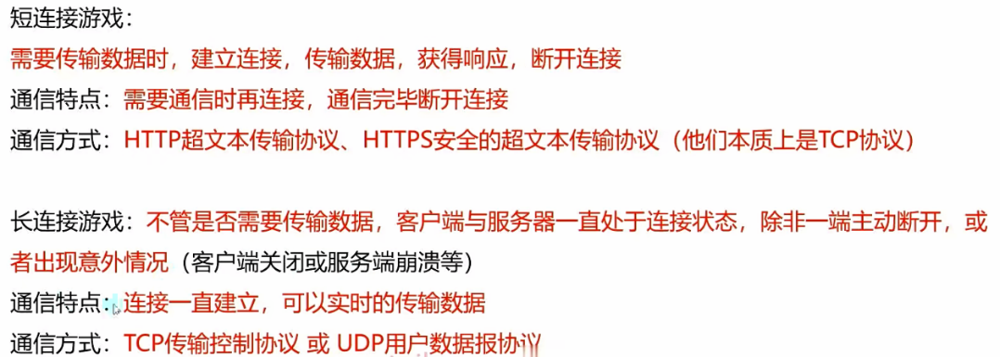 短连接游戏：
需要传输数据时，建立连接，传输数据，获得响应，断开连接
通信特点：需要通信时再连接，通信完毕断开连接
通信方式：HTTP超文本传输协议、HTTPS安全的超文本传输协议（他们本质上是TCP协议）
长连接游戏：不管是否需要传输数据，客户端与服务器一直处于连接状态，除非一端主动断开，或
者出现意外情况（客户端关闭或服务端崩溃等）
通信特点：连接一直建立，可以实时的传输数据
通信方式：TCP传输控制协议 或 UDP用户数据报协议